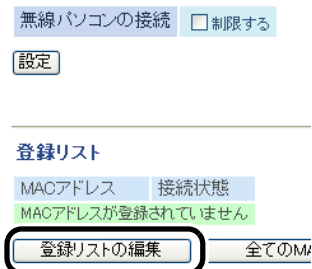 無線パソコンの接続 制限する
設定
登録リスト
MACアドレス 接続状態
MACアドレスが登録されていません
登録リストの編集 全てのMA